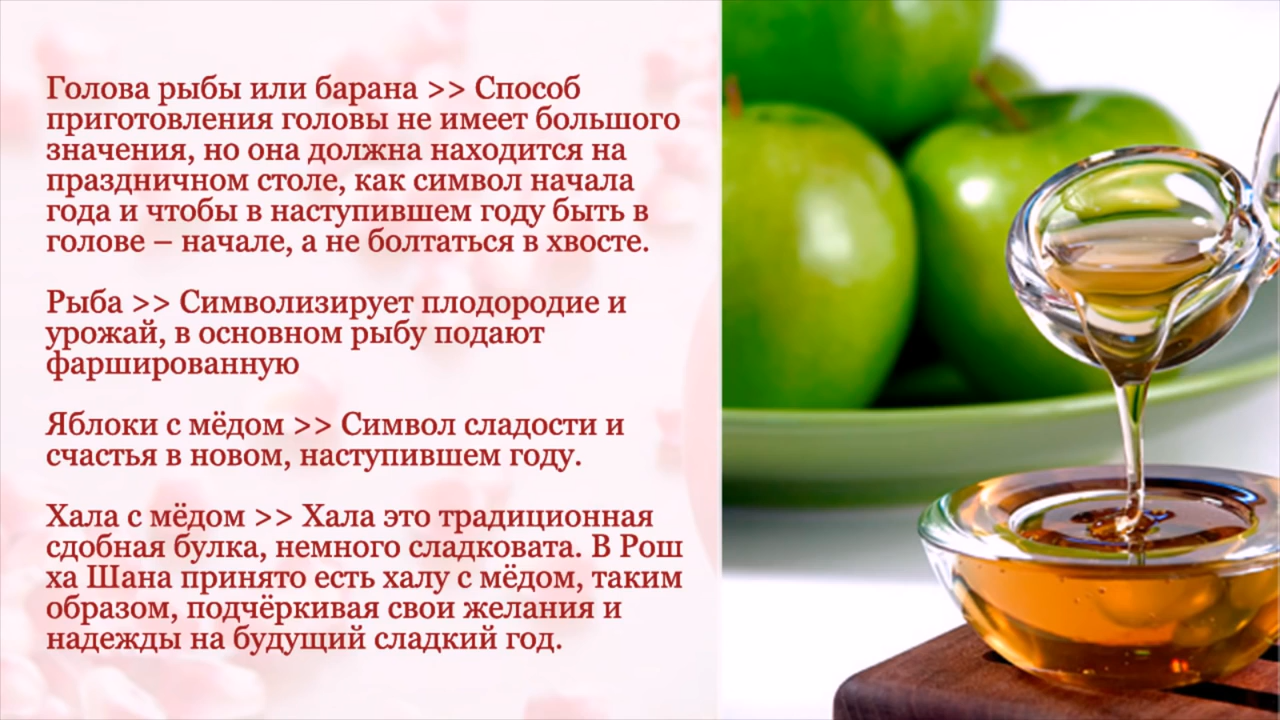 Голова рыбы или барана >> Способ
приготовления головы не имеет большого
значения, но она должна находится на
праздничном столе, как символ начала
года и чтобы в наступившем году быть в
голове – начале, а не болтаться в хвосте.
Рыба >> Символизирует плодородие и
урожай, в основном рыбу подают
фаршированную
Яблоки с мёдом >> Символ сладости и
счастья в новом, наступившем году.
Хала с мёдом >> Хала это традиционная
сдобная булка, немного сладковата. В Рош
ха Шана принято есть халу с мёдом, таким
образом, подчёркивая свои желания и
надежды на будущий сладкий год.